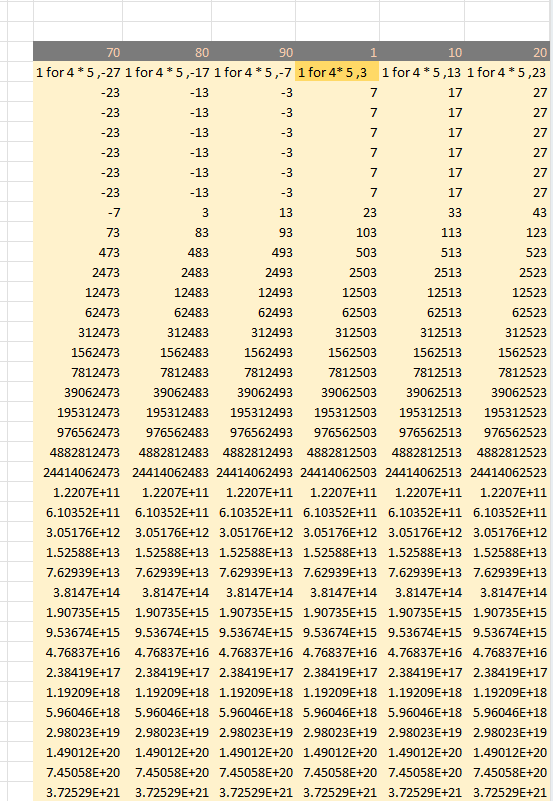 70 80 90 1 10 20
1 for 4 * 5 ,-27 1 for 4 * 5 ,-17 1 for 4 * 5 ,-7 1 for 4* 5 ,3 1 for 4 * 5 ,13 1 for 4 * 5 ,23
-23 -13 -3 7 17 27
-23 -13 -3 7 17 27
-23 -13 -3 7 17 27
-23 -13 -3 7 17 27
-23 -13 -3 7 17 27
-23 -13 -3 7 17 27
-7 3 13 23 33 43
73 83 93 103 113 123
473 483 493 503 513 523
2473 2483 2493 2503 2513 2523
12473 12483 12493 12503 12513 12523
62473 62483 62493 62503 62513 62523
312473 312483 312493 312503 312513 312523
1562473 1562483 1562493 1562503 1562513 1562523
7812473 7812483 7812493 7812503 7812513 7812523
39062473 39062483 39062493 39062503 39062513 39062523
195312473 195312483 195312493 195312503 195312513 195312523
976562473 976562483 976562493 976562503 976562513 976562523
4882812473 4882812483 4882812493 4882812503 4882812513 4882812523
24414062473 24414062483 24414062493 24414062503 24414062513 24414062523
1.2207E+11 1.2207E+11 1.2207E+11 1.2207E+11 1.2207E+11 1.2207E+11
6.10352E+11 6.10352E+11 6.10352E+11 6.10352E+11 6.10352E+11 6.10352E+11
3.05176E+12 3.05176E+12 3.05176E+12 3.05176E+12 3.05176E+12 3.05176E+12
1.52588E+13 1.52588E+13 1.52588E+13 1.52588E+13 1.52588E+13 1.52588E+13
7.62939E+13 7.62939E+13 7.62939E+13 7.62939E+13 7.62939E+13 7.62939E+13
3.8147E+14 3.8147E+14 3.8147E+14 3.8147E+14 3.8147E+14 3.8147E+14
1.90735E+15 1.90735E+15 1.90735E+15 1.90735E+15 1.90735E+15 1.90735E+15
9.53674E+15 9.53674E+15 9.53674E+15 9.53674E+15 9.53674E+15 9.53674E+15
4.76837E+16 4.76837E+16 4.76837E+16 4.76837E+16 4.76837E+16 4.76837E+16
2.38419E+17 2.38419E+17 2.38419E+17 2.38419E+17 2.38419E+17 2.38419E+17
1.19209E+18 1.19209E+18 1.19209E+18 1.19209E+18 1.19209E+18 1.19209E+18
5.96046E+18 5.96046E+18 5.96046E+18 5.96046E+18 5.96046E+18 5.96046E+18
2.98023E+19 2.98023E+19 2.98023E+19 2.98023E+19 2.98023E+19 2.98023E+19
1.49012E+20 1.49012E+20 1.49012E+20 1.49012E+20 1.49012E+20 1.49012E+20
7.45058E+20 7.45058E+20 7.45058E+20 7.45058E+20 7.45058E+20 7.45058E+20
3.72529E+21 3.72529E+21 3.72529E+21 3.72529E+21 3.72529E+21 3.72529E+21